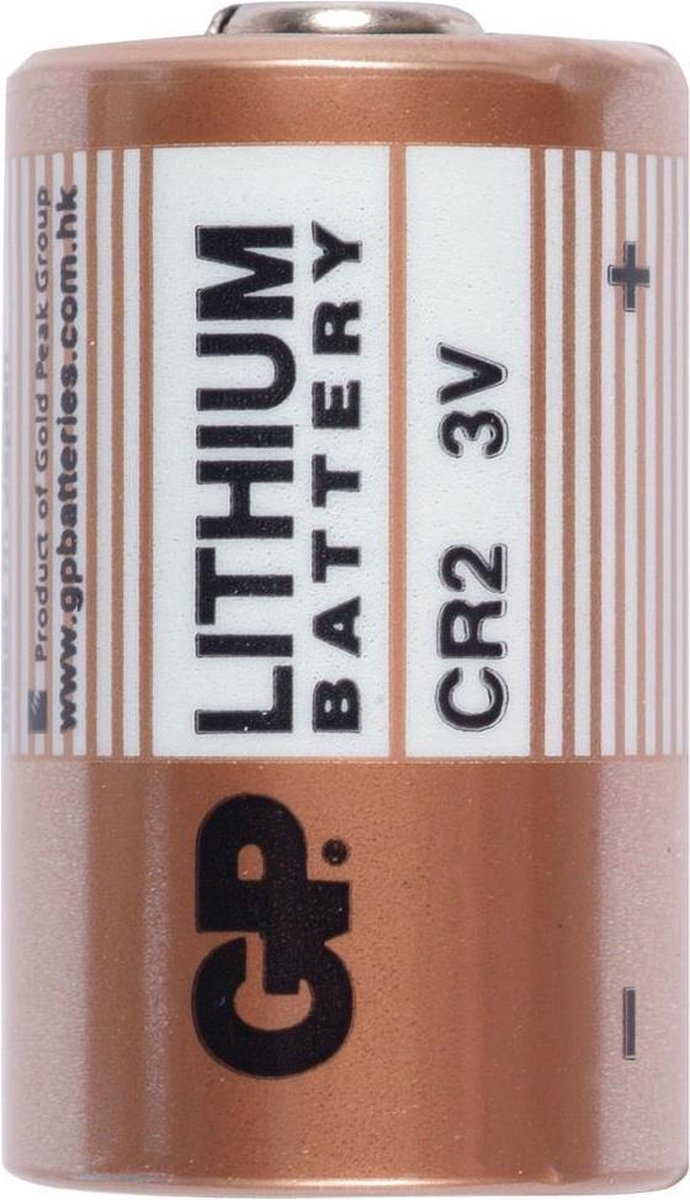 Product of Gold Peak Group
www.gpbatteries.com.hk
GP
LITHIUM
BATTERY
CR2 3V
+
-